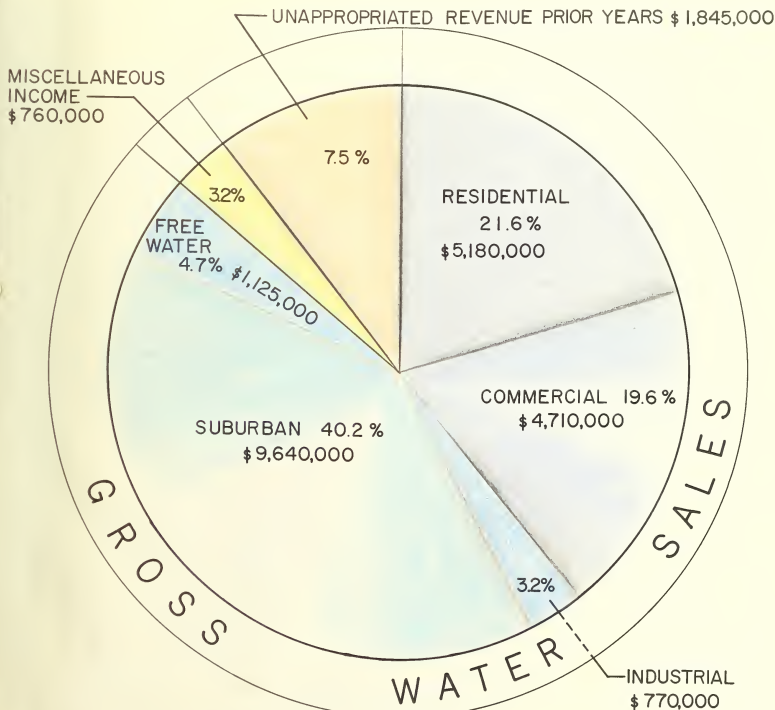 UNAPPROPRIATED REVENUE PRIOR YEARS $1,845,000
MISCELLANEOUS
INCOME
$760,000
7.5%
3.2%
RESIDENTIAL
21.6%
$5,180,000
FREE
WATER
4.7% $1,125,000
COMMERCIAL 19.6%
$4,710,000
SUBURBAN 40.2%
$9,640,000
3.2%
INDUSTRIAL
$770,000
GROSS WATER SALES